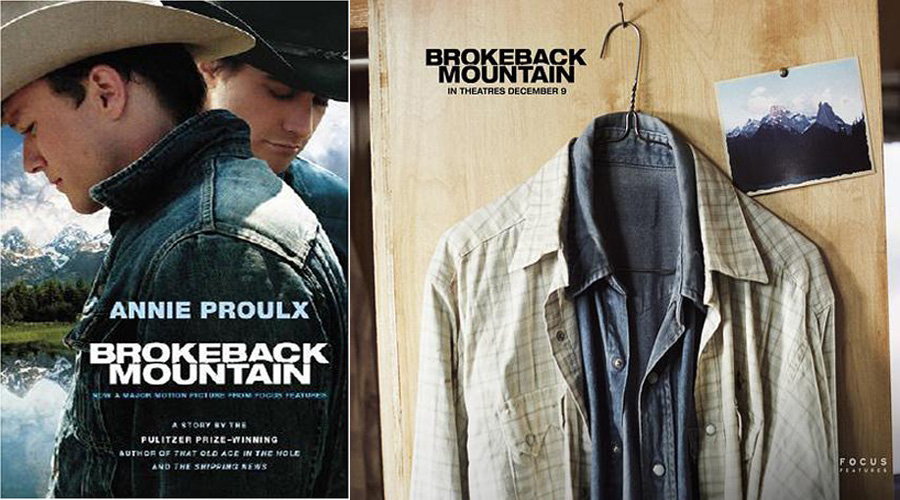 ANNIE PROULX
BROKEBACK
MOUNTAIN
NOW A MAJOR MOTION PICTURE FROM FOCUS FEATURES
A STORY BY THE
PULITZER PRIZE–WINNING
AUTHOR OF THAT OLD ACE IN THE HOLE
AND THE SHIPPING NEWS
BROKEBACK
MOUNTAIN
IN THEATRES DECEMBER 9
FOCUS
FEATURES